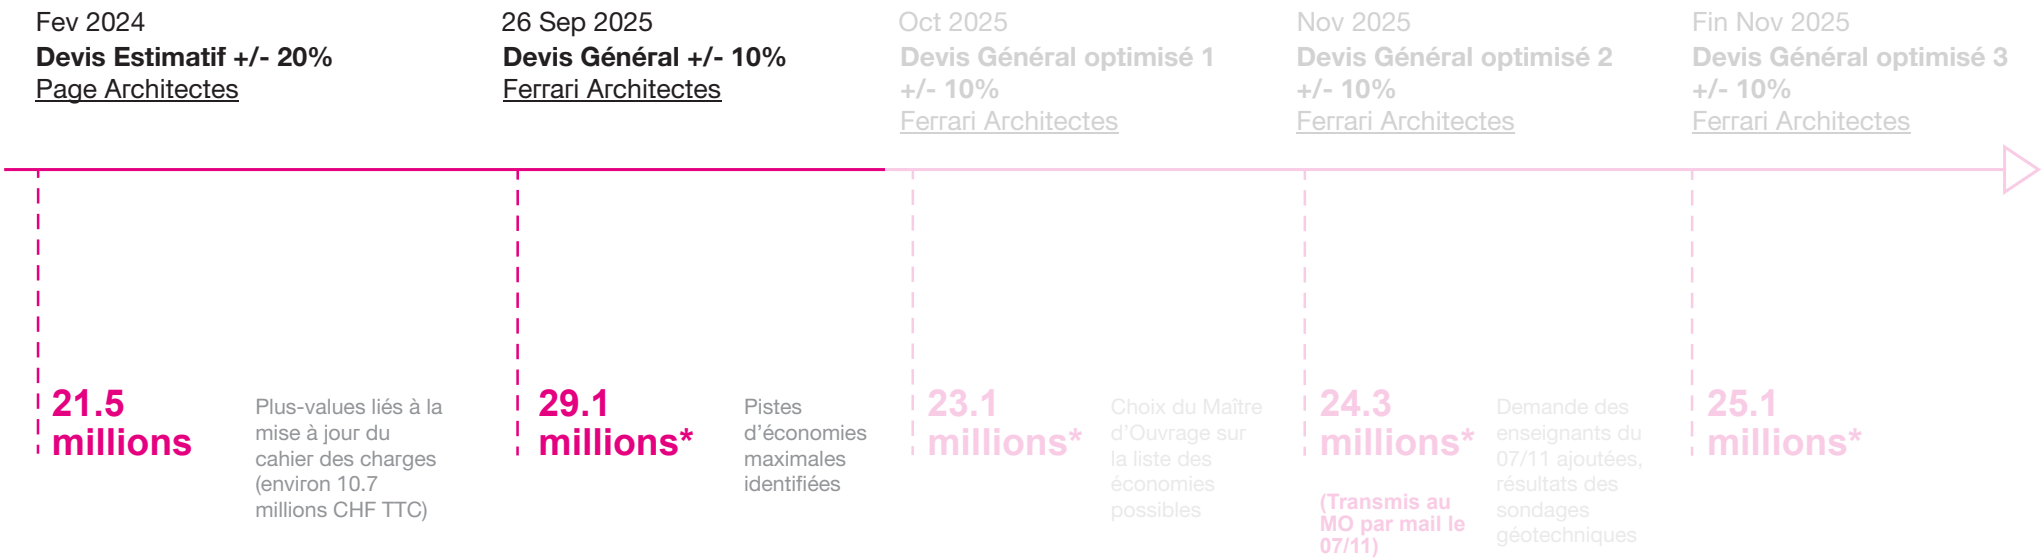 Fev 2024
Devis Estimatif +/- 20%
Page Architectes
26 Sep 2025
Devis Général +/- 10%
Ferrari Architectes
Oct 2025
Devis Général optimisé 1
+/- 10%
Ferrari Architectes
Nov 2025
Devis Général optimisé 2
+/- 10%
Ferrari Architectes
Fin Nov 2025
Devis Général optimisé 3
+/- 10%
Ferrari Architectes
21.5
millions
Plus-values liés à la
mise à jour du
cahier des charges
(environ 10.7
millions CHF TTC)
29.1
millions*
Pistes
d’économies
maximales
identifiées
23.1
millions*
Choix du Maître
d’Ouvrage sur
la liste des
économies
possibles
24.3
millions*
(Transmis au
MO par mail le
07/11)
Demande des
enseignants du
07/11 ajoutées,
résultats des
sondages
géotechniques
25.1
millions*